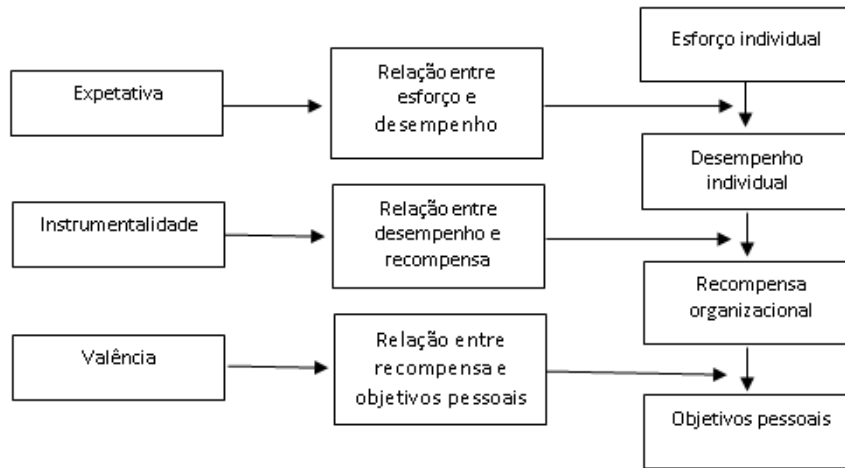 Esforço individual
Expetativa
Relação entre
esforço e
desempenho
Desempenho
individual
Instrumentalidade
Relação entre
desempenho e
recompensa
Recompensa
organizacional
Valência
Relação entre
recompensa e
objetivos pessoais
Objetivos pessoais